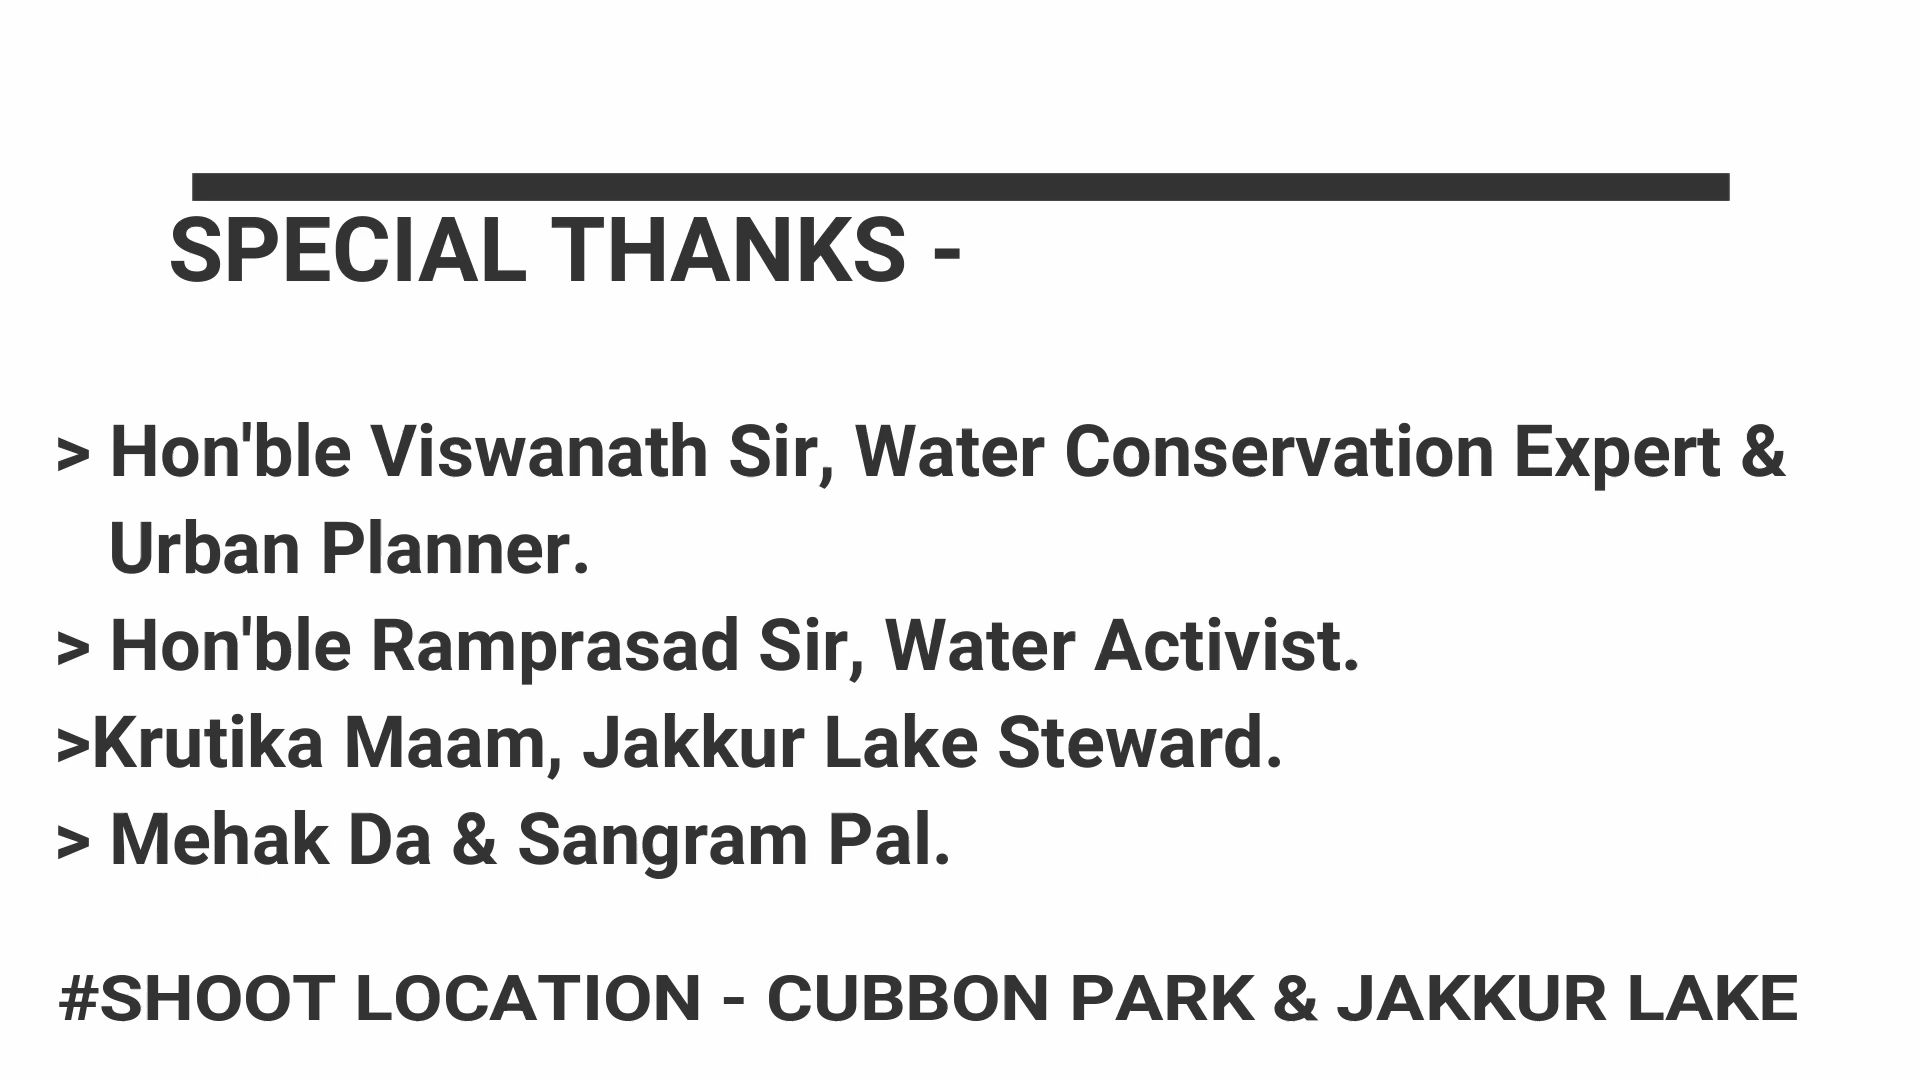 SPECIAL THANKS -
> Hon'ble Viswanath Sir, Water Conservation Expert &
Urban Planner.
> Hon'ble Ramprasad Sir, Water Activist.
>Krutika Maam, Jakkur Lake Steward.
> Mehak Da & Sangram Pal.
#SHOOT LOCATION - CUBBON PARK & JAKKUR LAKE